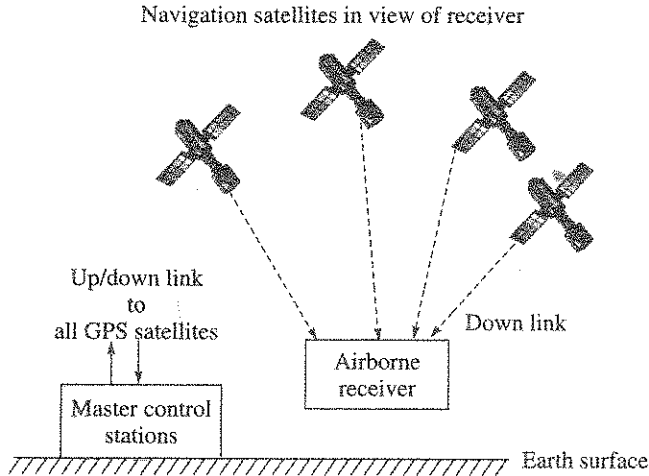 Navigation satellites in view of receiver
Up/down link
to
all GPS satellites
Down link
Airborne
receiver
Master control
stations
Earth surface